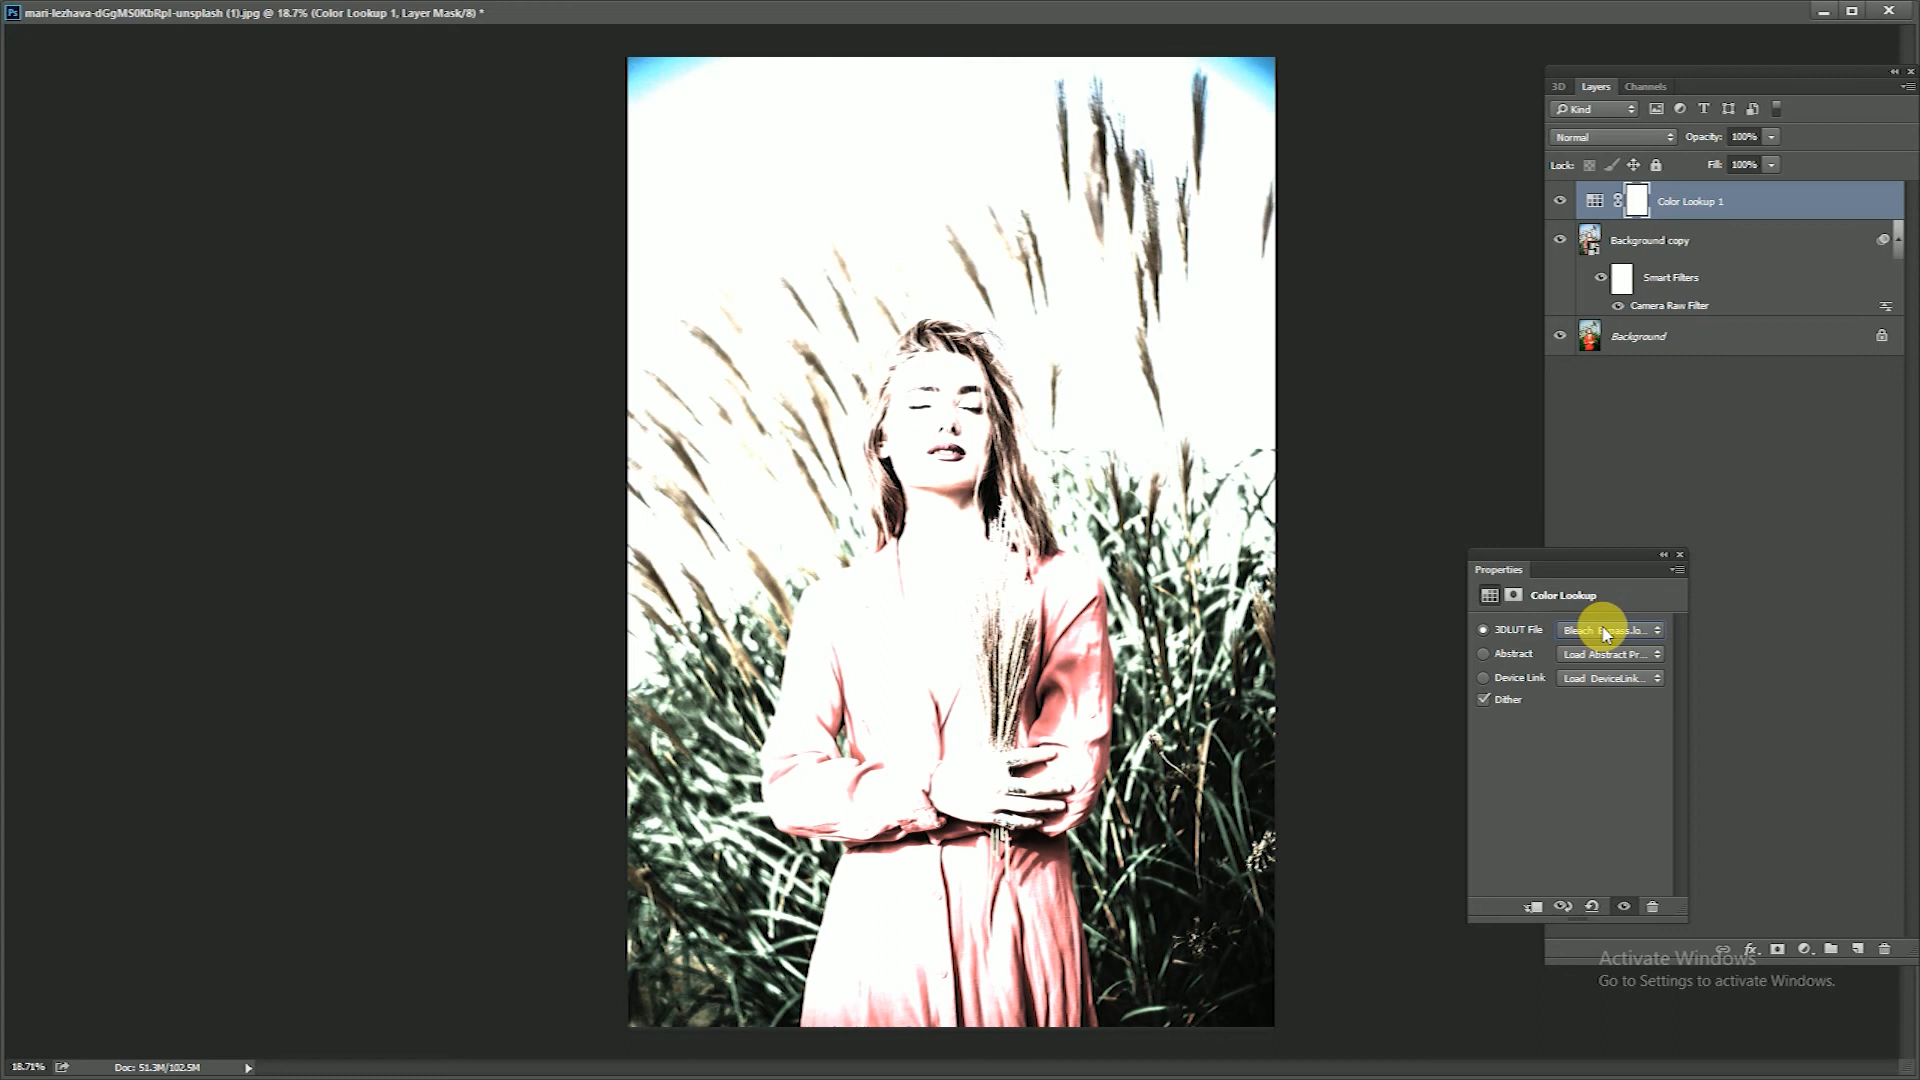 Ps mari-lezhava-dGgMS0KbRpI-unsplash (1).jpg @ 18.7% (Color Lookup 1, Layer Mask/8) *
3D Layers Channels
Kind
Normal Opacity: 100%
Lock: Fill: 100%
Color Lookup 1
Background copy
Smart Filters
Camera Raw Filter
Background
Properties
Color Lookup
3DLUT File Bleach
Abstract Load Abstract Pr...
Device Link Load DeviceLink...
Dither
fx
Activate Windows
Go to Settings to activate Windows.
18.71% Doc: 51.3M/102.5M